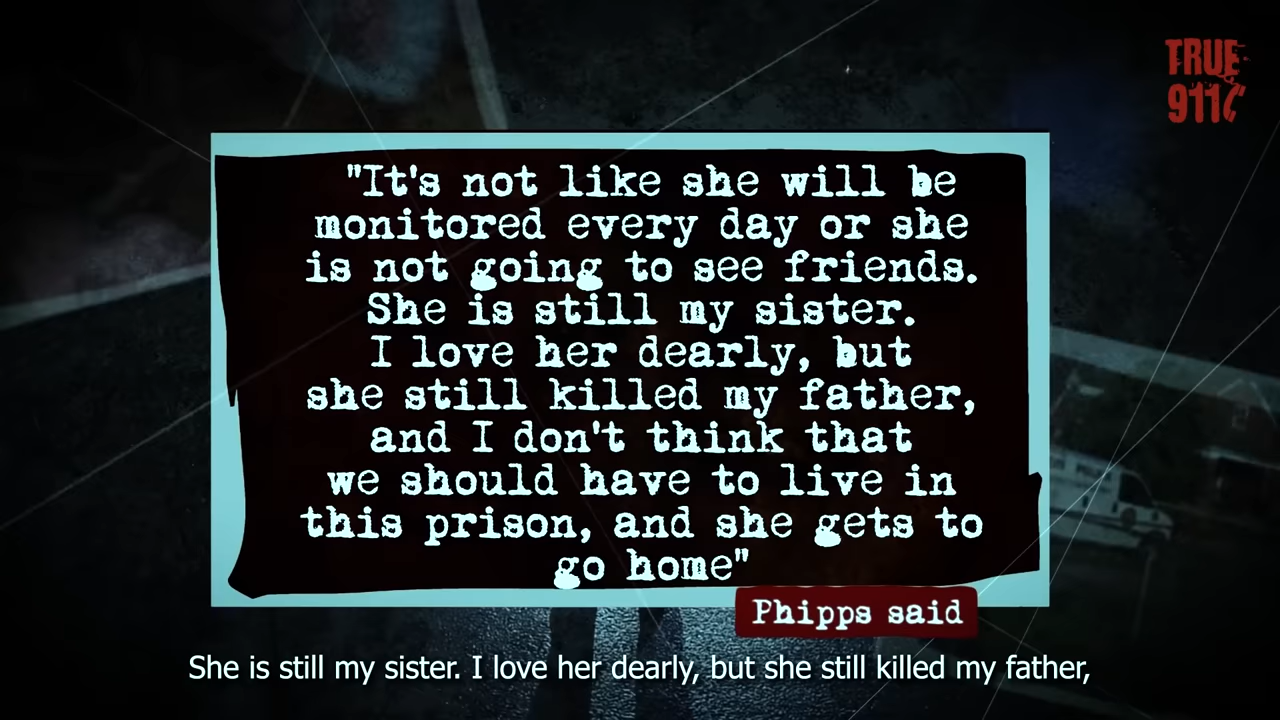 TRUE
911
"It's not like she will be
monitored every day or she
is not going to see friends.
She is still my sister.
I love her dearly, but
she still killed my father,
and I don't think that
we should have to live in
this prison, and she gets to
go home"
Phipps said
She is still my sister. I love her dearly, but she still killed my father,